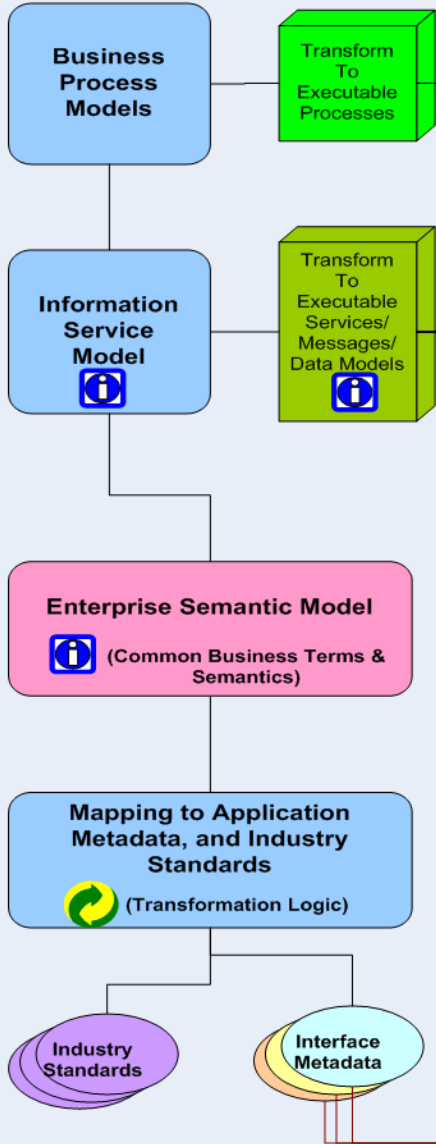 Business
Process
Models
Transform
To
Executable
Processes
Information
Service
Model
Transform
To
Executable
Services/
Messages/
Data Models
Enterprise Semantic Model
(Common Business Terms &
Semantics)
Mapping to Application
Metadata, and Industry
Standards
(Transformation Logic)
Industry
Standards
Interface
Metadata